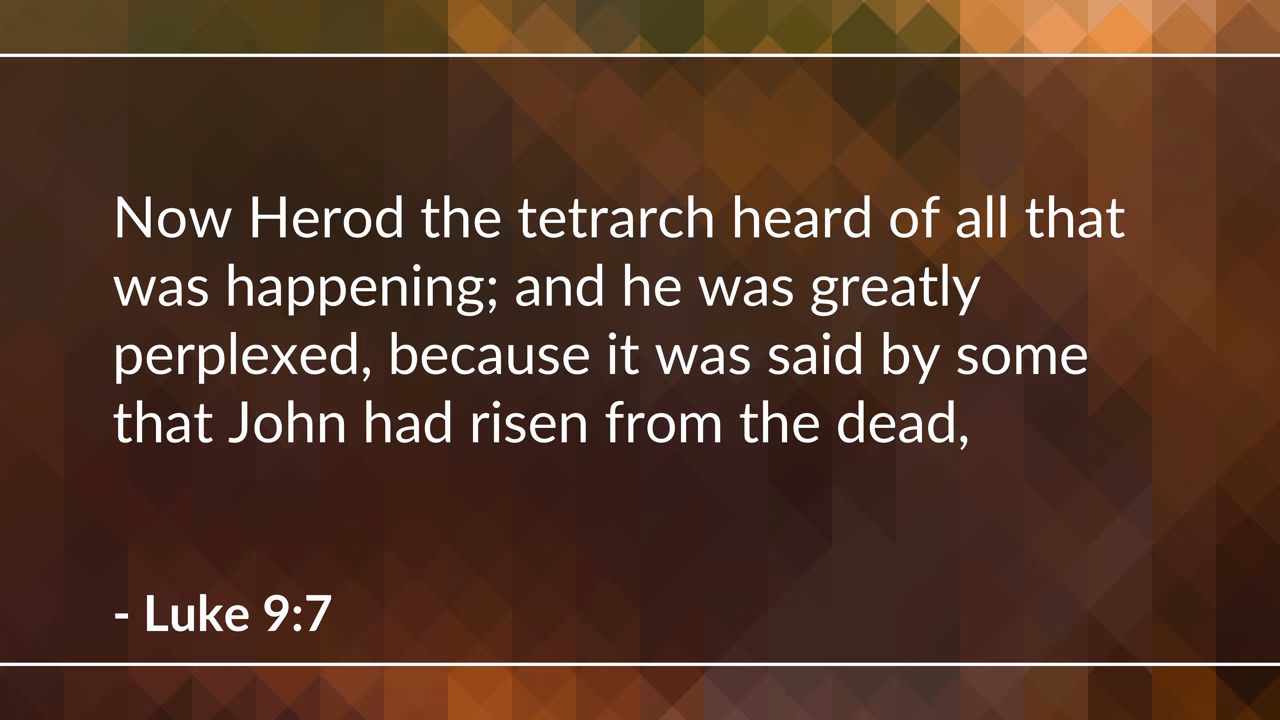 Now Herod the tetrarch heard of all that
was happening; and he was greatly
perplexed, because it was said by some
that John had risen from the dead,
- Luke 9:7